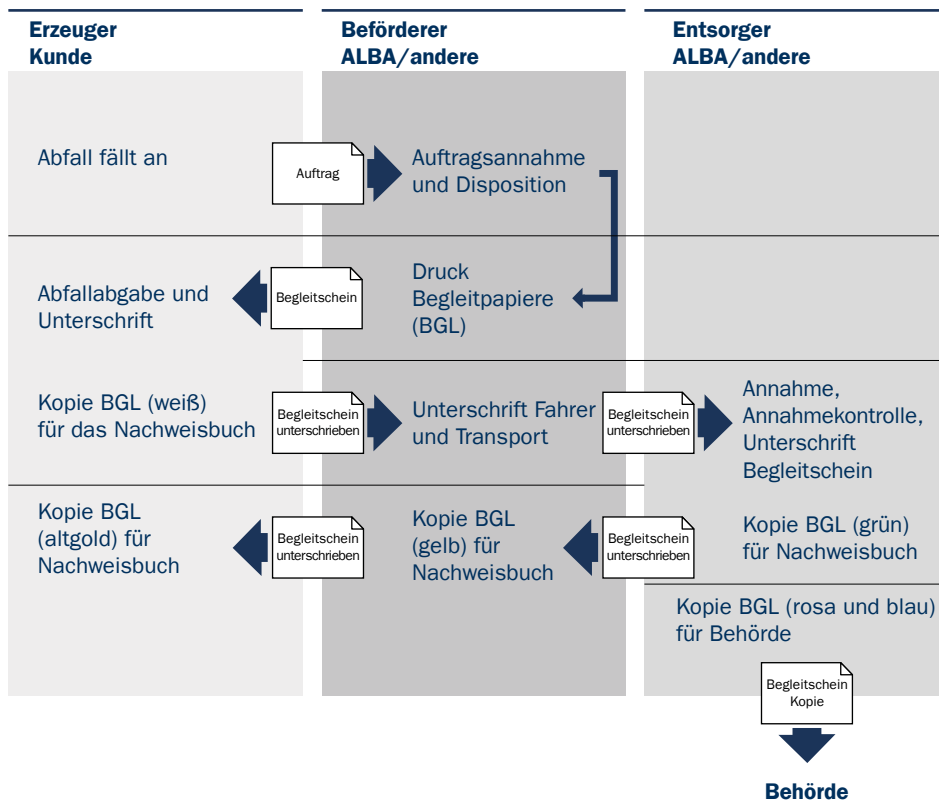 Erzeuger
Kunde
Beförderer
ALBA/andere
Entsorger
ALBA/andere
Abfall fällt an
Auftrag
Auftragsannahme
und Disposition
Abfallabgabe und
Unterschrift
Begleitschein
Druck
Begleitpapiere
(BGL)
Kopie BGL (weiß)
für das Nachweisbuch
Begleitschein
unterschrieben
Unterschrift Fahrer
und Transport
Begleitschein
unterschrieben
Annahme,
Annahmekontrolle,
Unterschrift
Begleitschein
Kopie BGL
(altgold) für
Nachweisbuch
Begleitschein
unterschrieben
Kopie BGL
(gelb) für
Nachweisbuch
Begleitschein
unterschrieben
Kopie BGL (grün)
für Nachweisbuch
Kopie BGL (rosa und blau)
für Behörde
Begleitschein
Kopie
Behörde